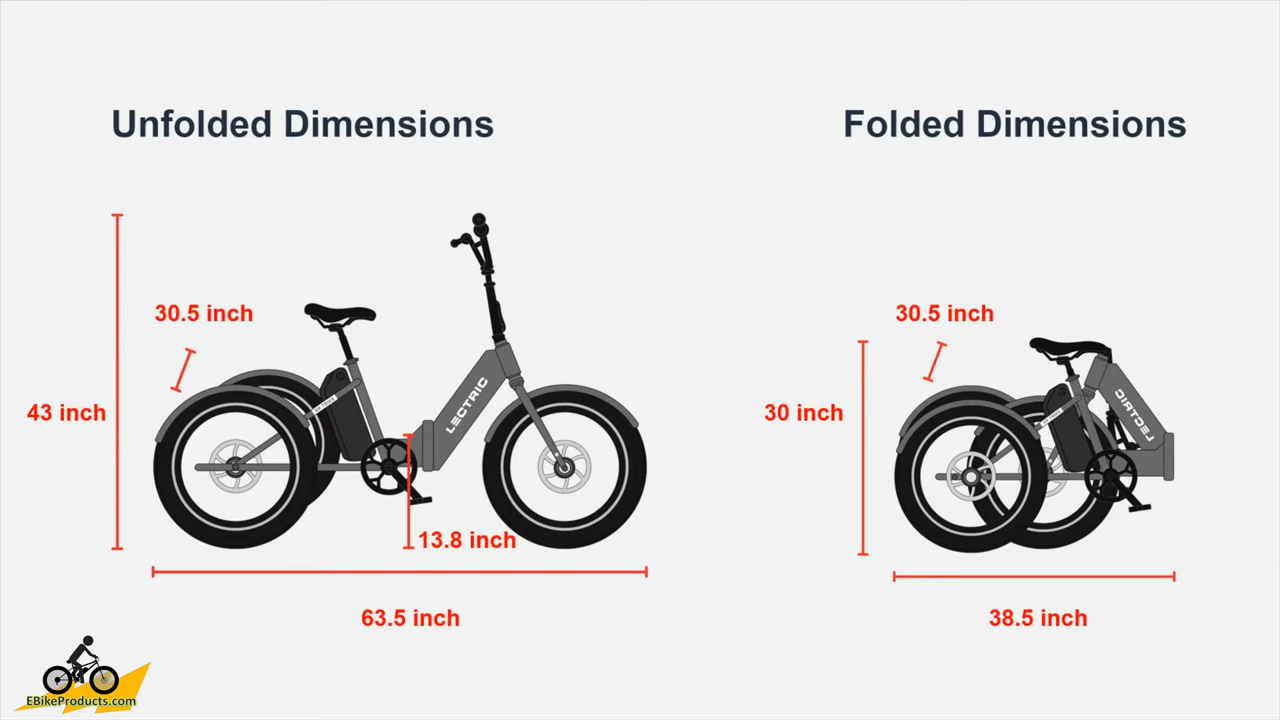 Unfolded Dimensions
Folded Dimensions
30.5 inch
30.5 inch
43 inch
30 inch
LECTRIC
LECTRIC
13.8 inch
63.5 inch
38.5 inch
EBikeProducts.com